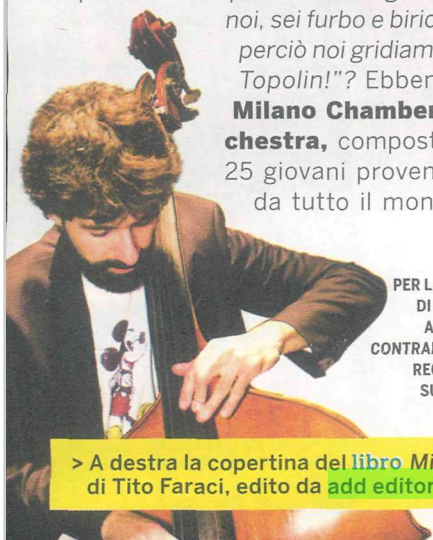 noi, sei furbo e biric
perciò noi gridiam
Topolin!"? Ebber
Milano Chamber
chestra, compost
25 giovani proven
da tutto il mon
PER L
DI
A
CONTRA
REC
SU
> A destra la copertina del libro Mi
di Tito Faraci, edito da add editor